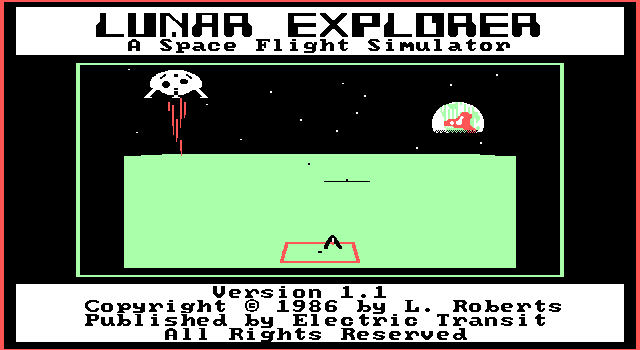 LUNAR EXPLORER
A Space Flight Simulator
Version 1.1
Copyright © 1986 by L. Roberts
Published by Electric Transit
All Rights Reserved